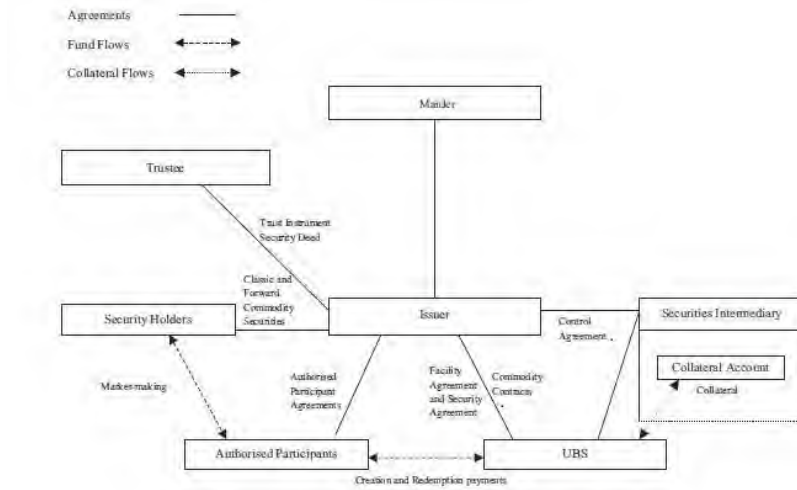 Agreements
Fund Flows
Collateral Flows
Manler
Trustee
Trust Instrument
Security Deed
Classic and
Forward
Commodity
Securities
Security Holders
Issuer
Securities Intermediary
Control
Agreement
Collateral Account
Collateral
Market-making
Authorised
Participant
Agreements
Facility
Agreement
and Security
Agreement
Commodity
Contracts
Authorised Participants
UBS
Creation and Redemption payments